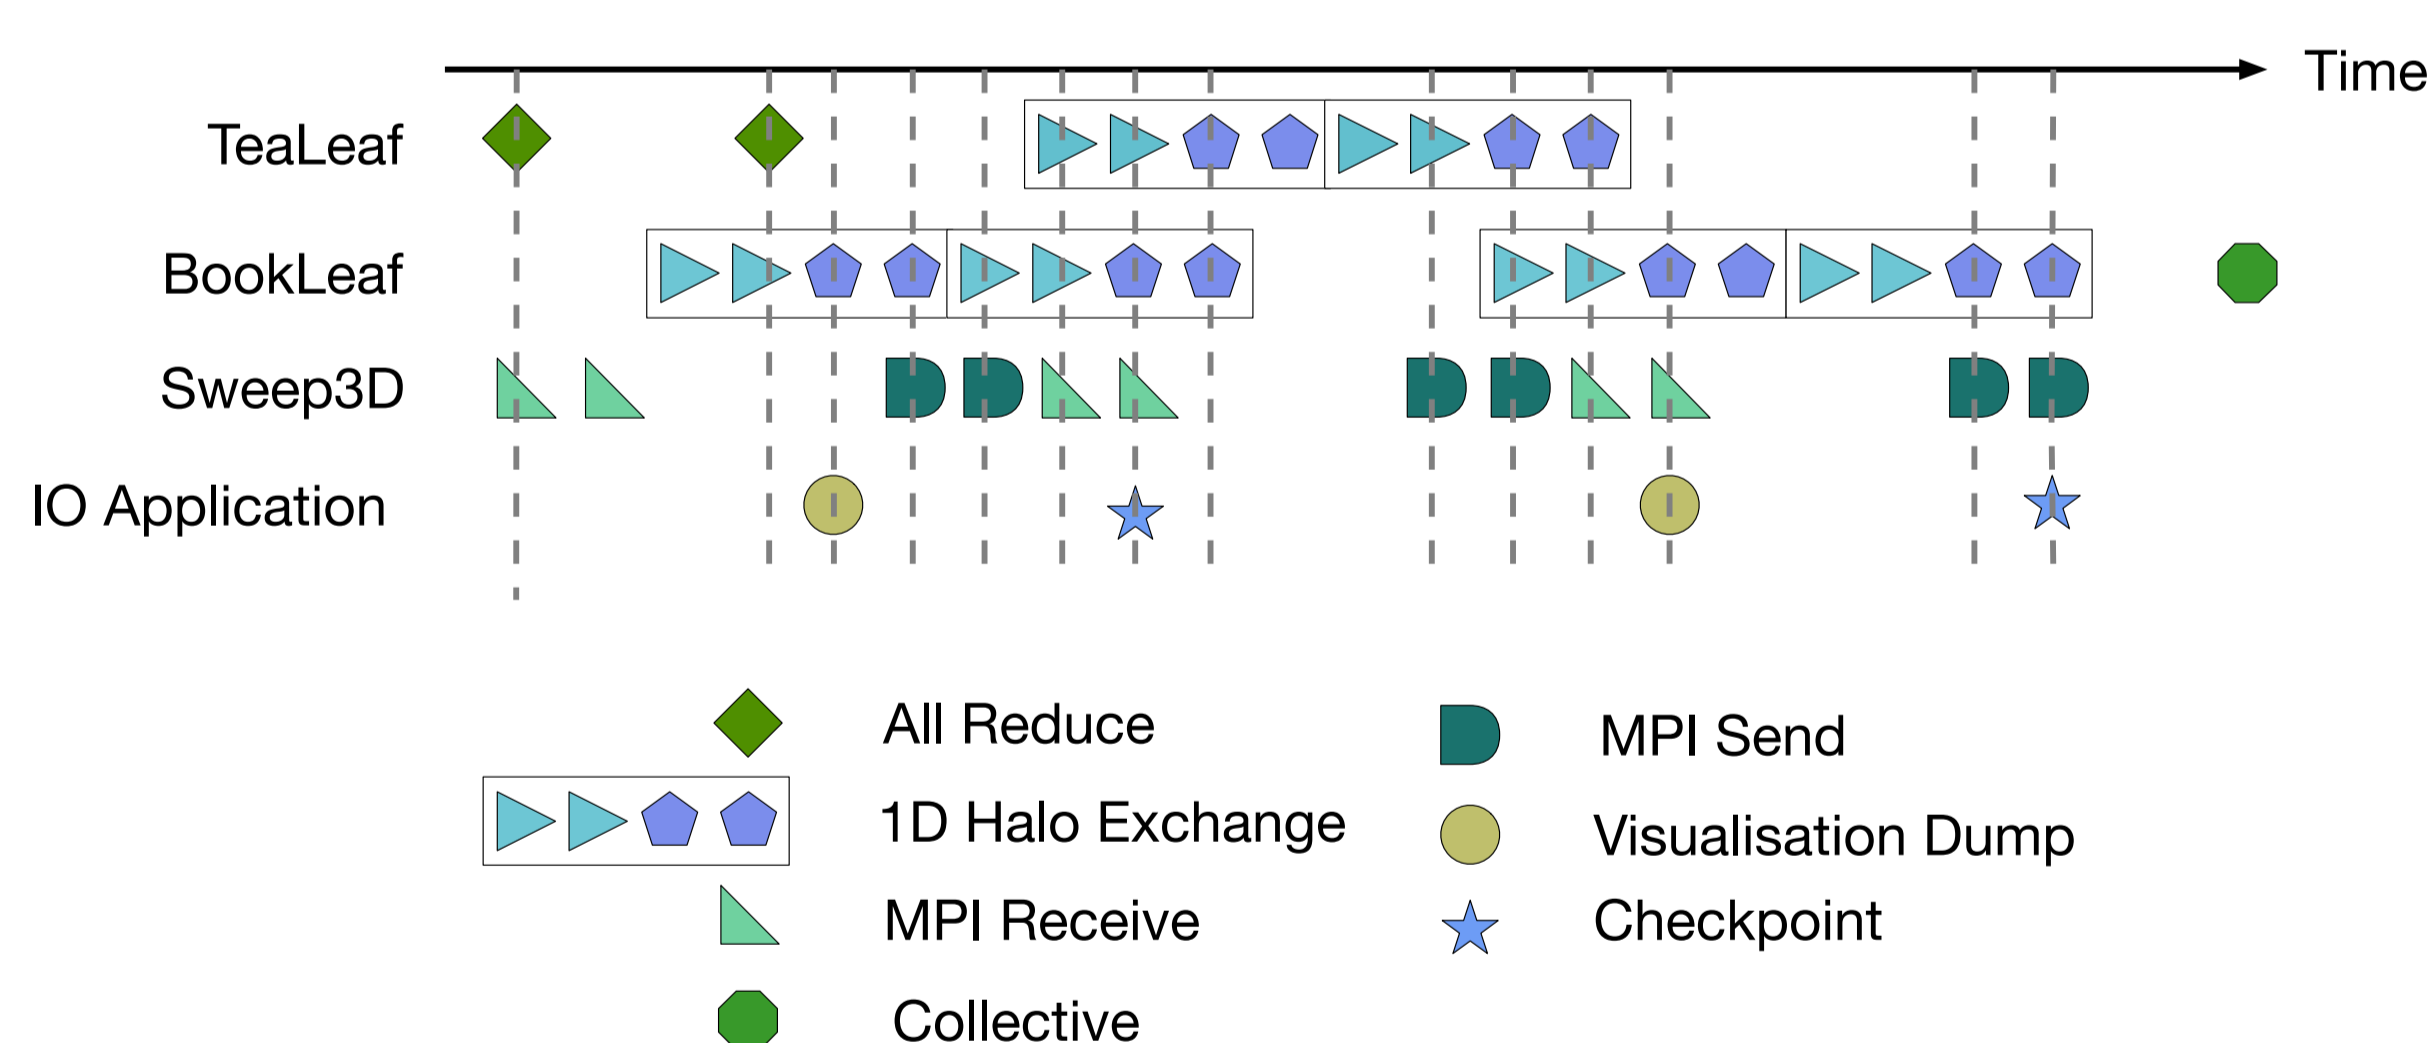 Time
TeaLeaf
BookLeaf
Sweep3D
IO Application
All Reduce
1D Halo Exchange
MPI Receive
Collective
MPI Send
Visualisation Dump
Checkpoint